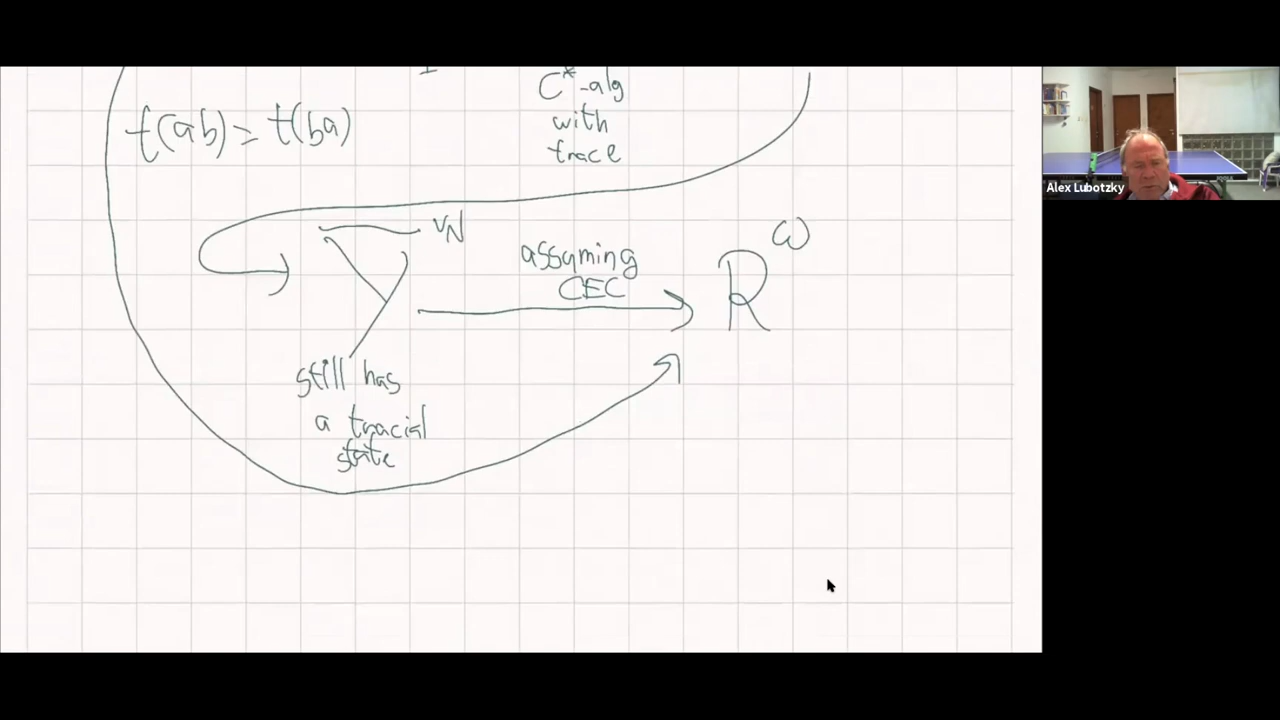 C*-alg
with
trace
t(ab) = t(ba)
VN
assuming
CEC
R^ω
still has
a tracial
state
Alex Lubotzky